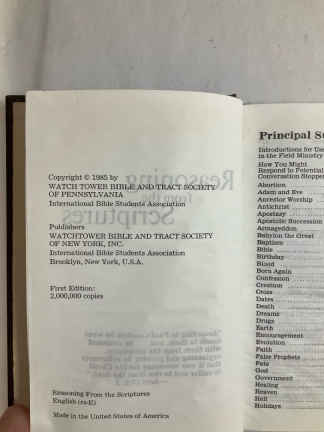 Copyright © 1985 by
WATCH TOWER BIBLE AND TRACT SOCIETY
OF PENNSYLVANIA
International Bible Students Association
Publishers
WATCHTOWER BIBLE AND TRACT SOCIETY
OF NEW YORK, INC.
International Bible Students Association
Brooklyn, New York, U.S.A.
First Edition:
2,000,000 copies
Reasoning From the Scriptures
English (rs-E)
Made in the United States of America
Principal Su
Introductions for Use
in the Field Ministry
How You Might
Respond to Potential
Conversation Stoppe
Abortion
Adam and Eve
Ancestor Worship
Antichrist
Apostasy
Apostolic Succession
Armageddon
Babylon the Great
Baptism
Bible
Birthday
Blood
Born Again
Confession
Creation
Cross
Dates
Death
Dreams
Drugs
Earth
Encouragement
Evolution
Faith
False Prophets
Fate
God
Government
Healing
Heaven
Hell
Holidays